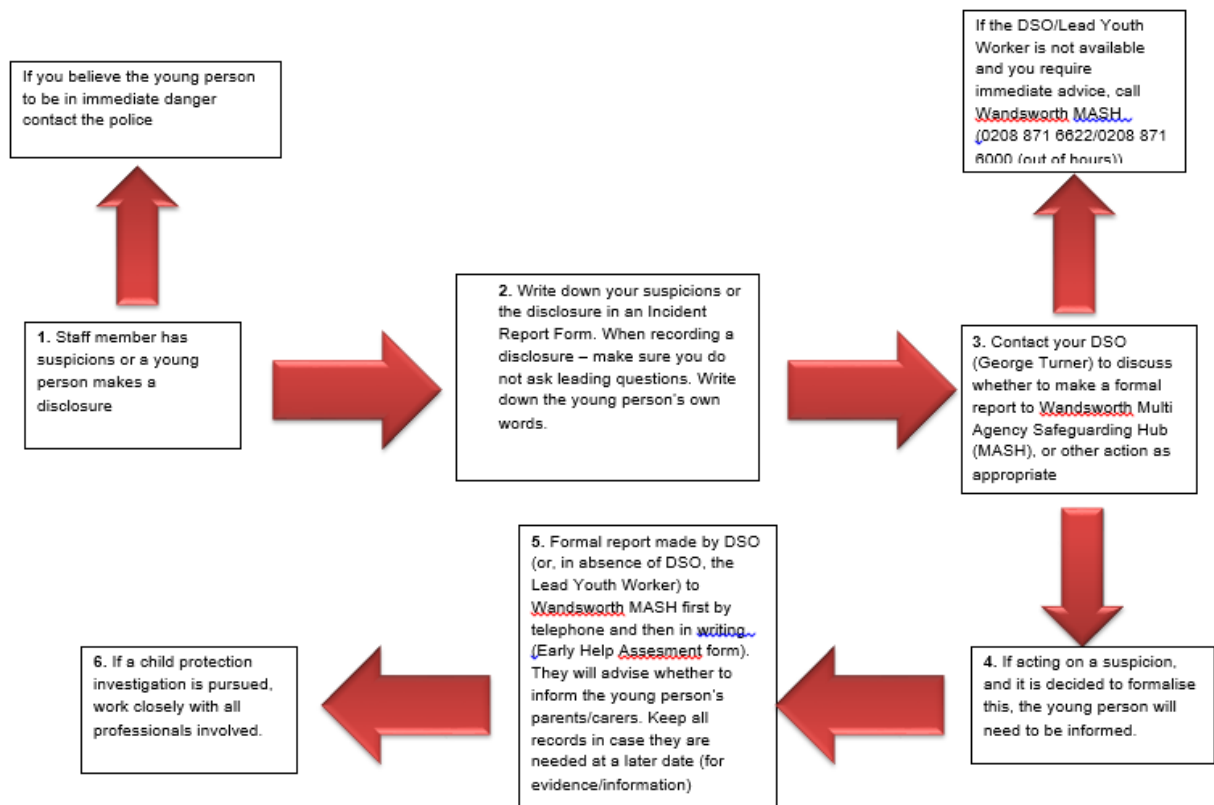 If you believe the young person
to be in immediate danger
contact the police
If the DSO/Lead Youth
Worker is not available
and you require
immediate advice, call
Wandsworth MASH
(0208 871 6622/0208 871
6000 (out of hours))
1. Staff member has
suspicions or a young
person makes a
disclosure
2. Write down your suspicions or
the disclosure in an Incident
Report Form. When recording a
disclosure – make sure you do
not ask leading questions. Write
down the young person's own
words.
3. Contact your DSO
(George Turner) to discuss
whether to make a formal
report to Wandsworth Multi
Agency Safeguarding Hub
(MASH), or other action as
appropriate
4. If acting on a suspicion,
and it is decided to formalise
this, the young person will
need to be informed.
5. Formal report made by DSO
(or, in absence of DSO, the
Lead Youth Worker) to
Wandsworth MASH first by
telephone and then in writing
(Early Help Assesment form).
They will advise whether to
inform the young person's
parents/carers. Keep all
records in case they are
needed at a later date (for
evidence/information)
6. If a child protection
investigation is pursued,
work closely with all
professionals involved.